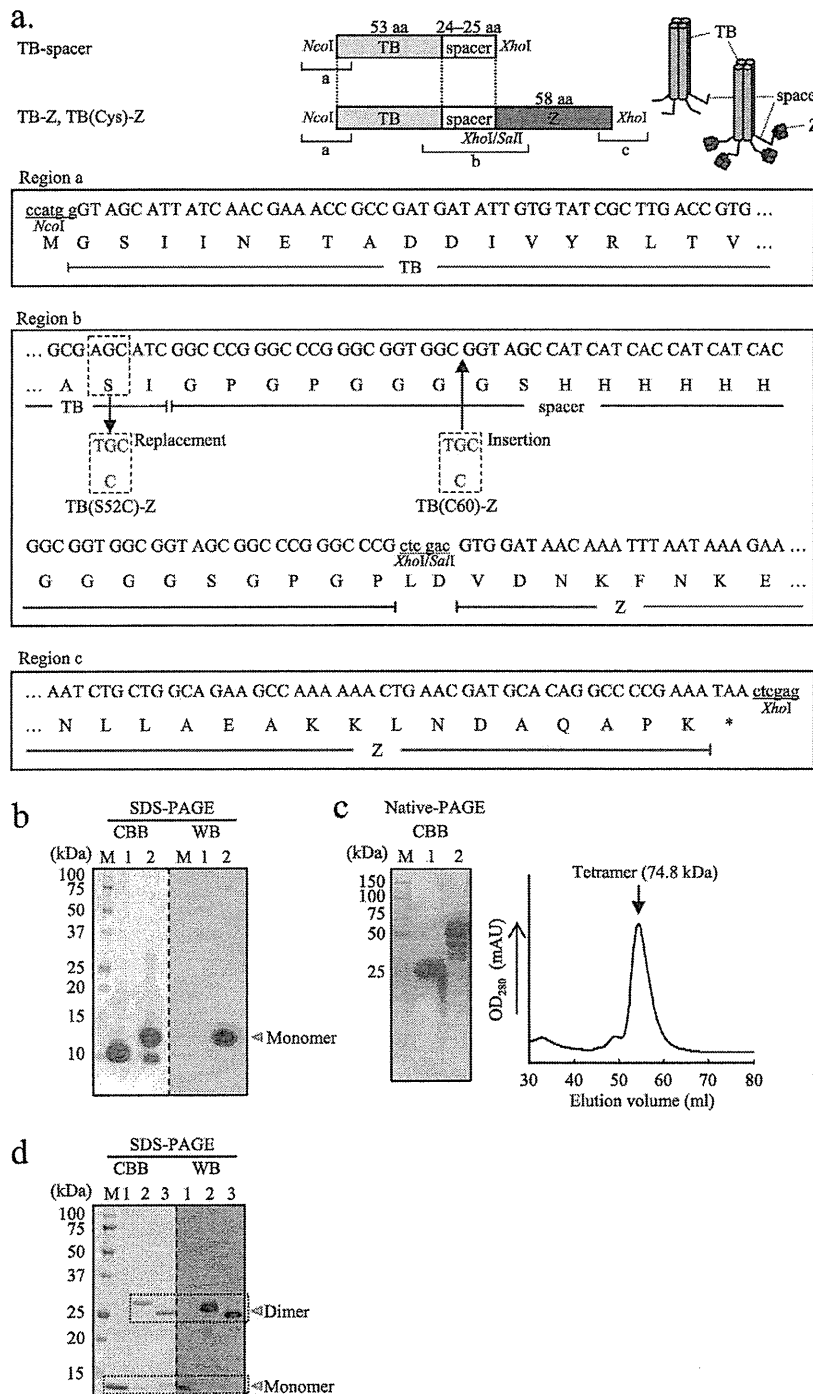 a.
53 aa 24–25 aa
TB-spacer NcoI TB spacer XhoI TB
a
58 aa
TB-Z, TB(Cys)-Z NcoI TB spacer Z XhoI
XhoI/SalI
a b c
Region a
ccatg gGT AGC ATT ATC AAC GAA ACC GCC GAT GAT ATT GTG TAT CGC TTG ACC GTG ...
NcoI
M G S I I N E T A D D I V Y R L T V ...
TB
Region b
... GCG AGC ATC GGC CCG GGC CCG GGC GGT GGC GGT AGC CAT CAT CAC CAT CAT CAC
... A S I G P G P G G G G S H H H H H H
TB spacer
Replacement Insertion
TGC TGC
C C
TB(S52C)-Z TB(C60)-Z
GGC GGT GGC GGT AGC GGC CCG GGC CCG ctc gac GTG GAT AAC AAA TTT AAT AAA GAA ...
XhoI/SalI
G G G G S G P G P L D V D N K F N K E ...
Z
Region c
... AAT CTG CTG GCA GAA GCC AAA AAA CTG AAC GAT GCA CAG GCC CCG AAA TAA ctcgag
XhoI
... N L L A E A K K L N D A Q A P K *
Z
b SDS-PAGE
CBB WB
(kDa) M 1 2 M 1 2
100
75
50
37
25
20
15
10
Monomer
c Native-PAGE
CBB
(kDa) M 1 2
150
100
75
50
25
Tetramer (74.8 kDa)
OD280 (mAU)
30 40 50 60 70 80
Elution volume (ml)
d SDS-PAGE
CBB WB
(kDa) M 1 2 3 1 2 3
100
75
50
37
25
20
15
Dimer
Monomer